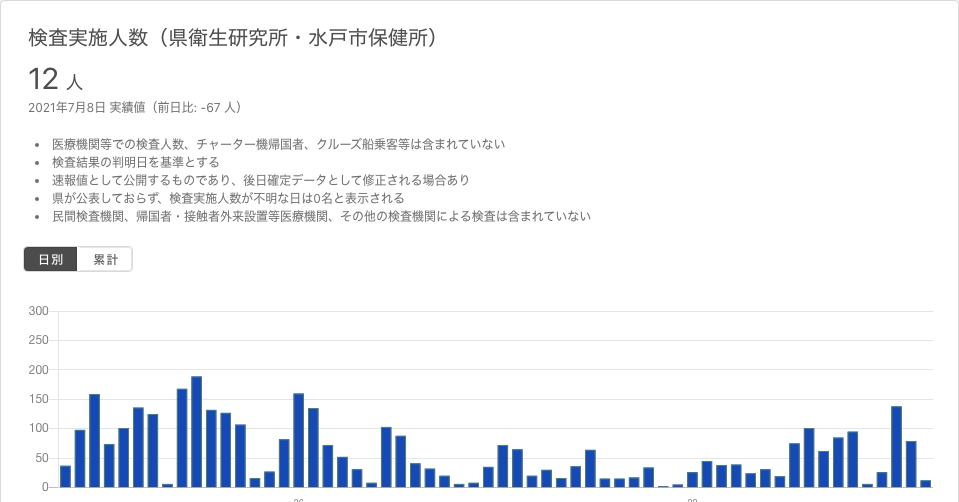 検査実施人数（県衛生研究所・水戸市保健所）
12 人
2021年7月8日 実績値（前日比: -67 人）
• 医療機関等での検査人数、チャーター機帰国者、クルーズ船乗客等は含まれていない
• 検査結果の判明日を基準とする
• 速報値として公開するものであり、後日確定データとして修正される場合あり
• 県が公表しておらず、検査実施人数が不明な日は0名と表示される
• 民間検査機関、帰国者・接触者外来設置等医療機関、その他の検査機関による検査は含まれていない
日別 累計
300
250
200
150
100
50
0